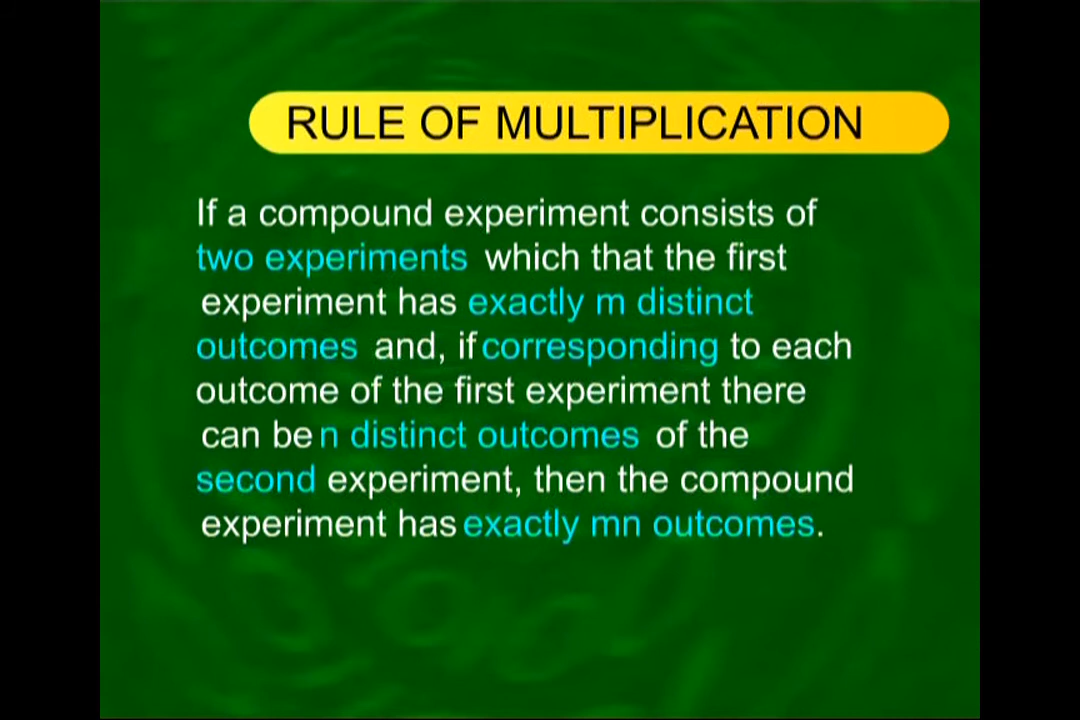 RULE OF MULTIPLICATION
If a compound experiment consists of
two experiments which that the first
experiment has exactly m distinct
outcomes and, if corresponding to each
outcome of the first experiment there
can be n distinct outcomes of the
second experiment, then the compound
experiment has exactly mn outcomes.